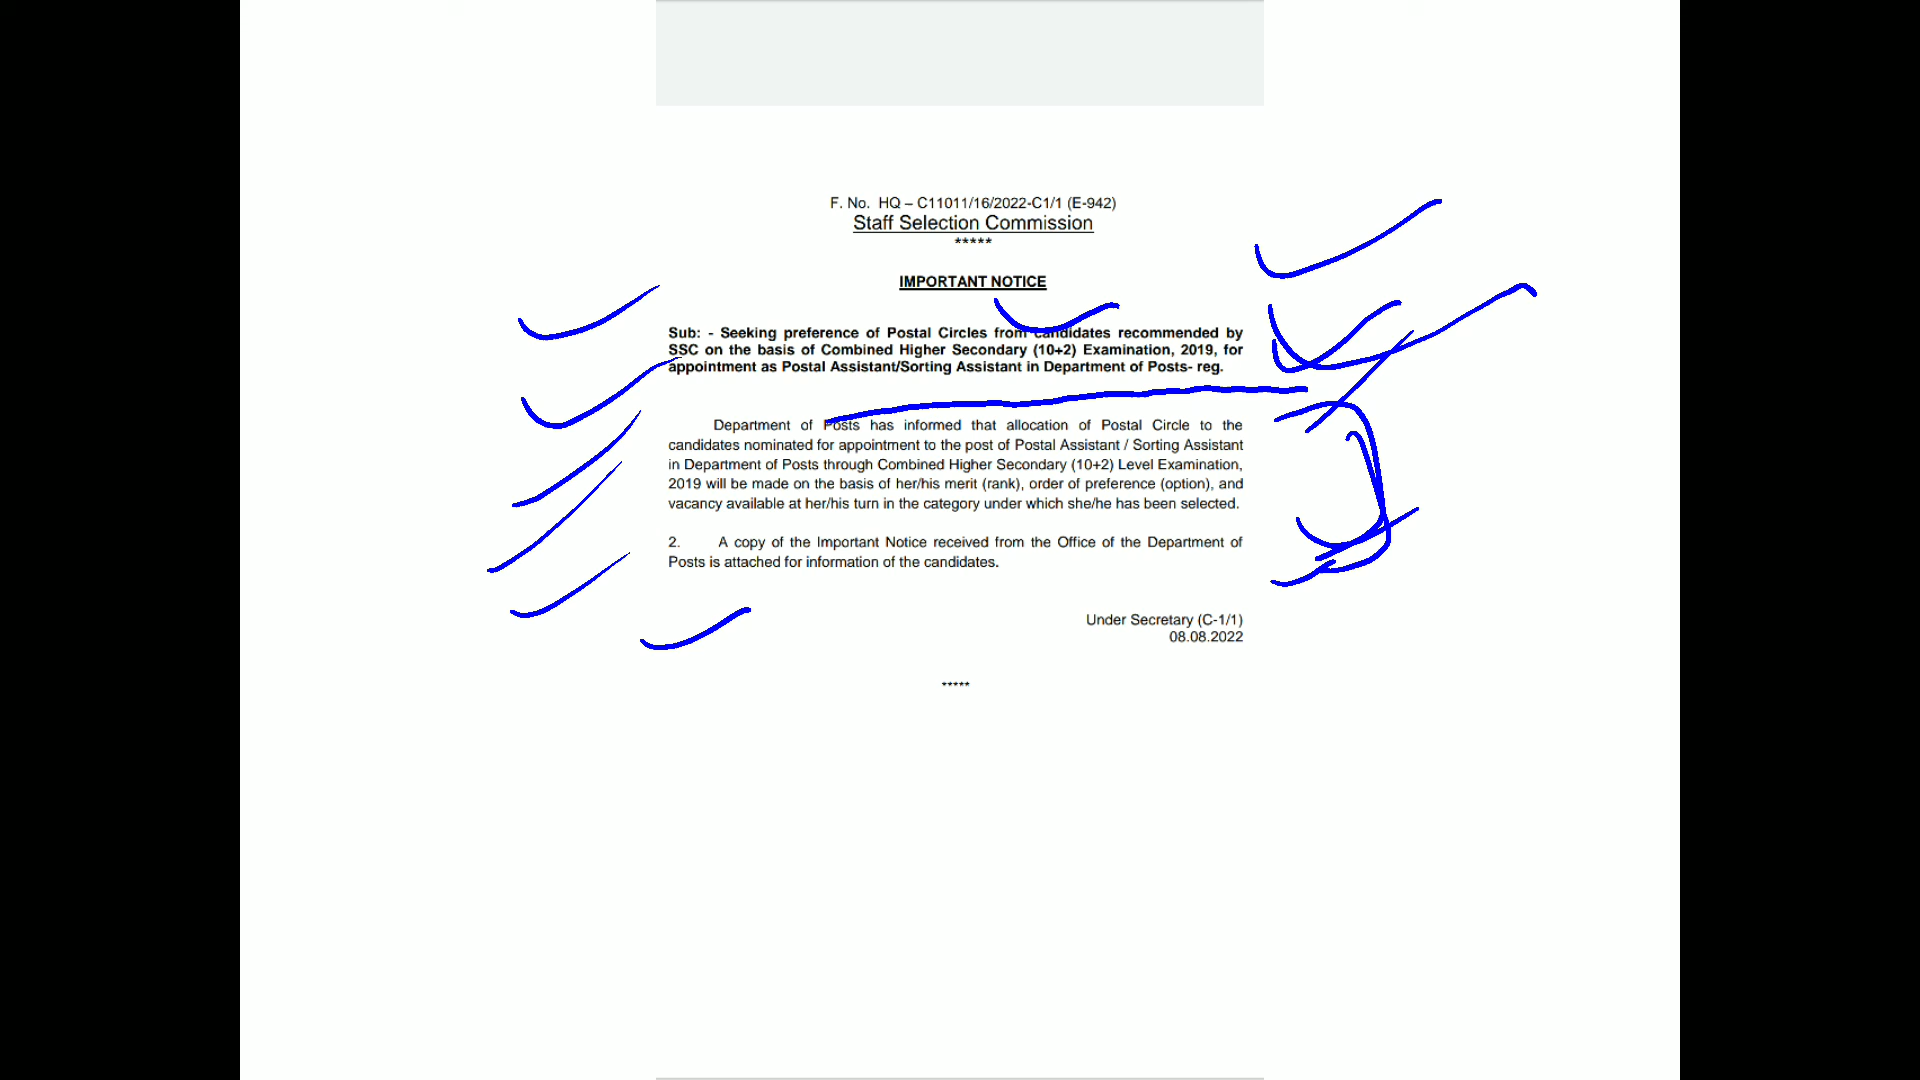 F. No. HQ – C11011/16/2022-C1/1 (E-942)
Staff Selection Commission
*****
IMPORTANT NOTICE
Sub: - Seeking preference of Postal Circles from candidates recommended by
SSC on the basis of Combined Higher Secondary (10+2) Examination, 2019, for
appointment as Postal Assistant/Sorting Assistant in Department of Posts- reg.
Department of Posts has informed that allocation of Postal Circle to the
candidates nominated for appointment to the post of Postal Assistant / Sorting Assistant
in Department of Posts through Combined Higher Secondary (10+2) Level Examination,
2019 will be made on the basis of her/his merit (rank), order of preference (option), and
vacancy available at her/his turn in the category under which she/he has been selected.
2. A copy of the Important Notice received from the Office of the Department of
Posts is attached for information of the candidates.
Under Secretary (C-1/1)
08.08.2022
*****